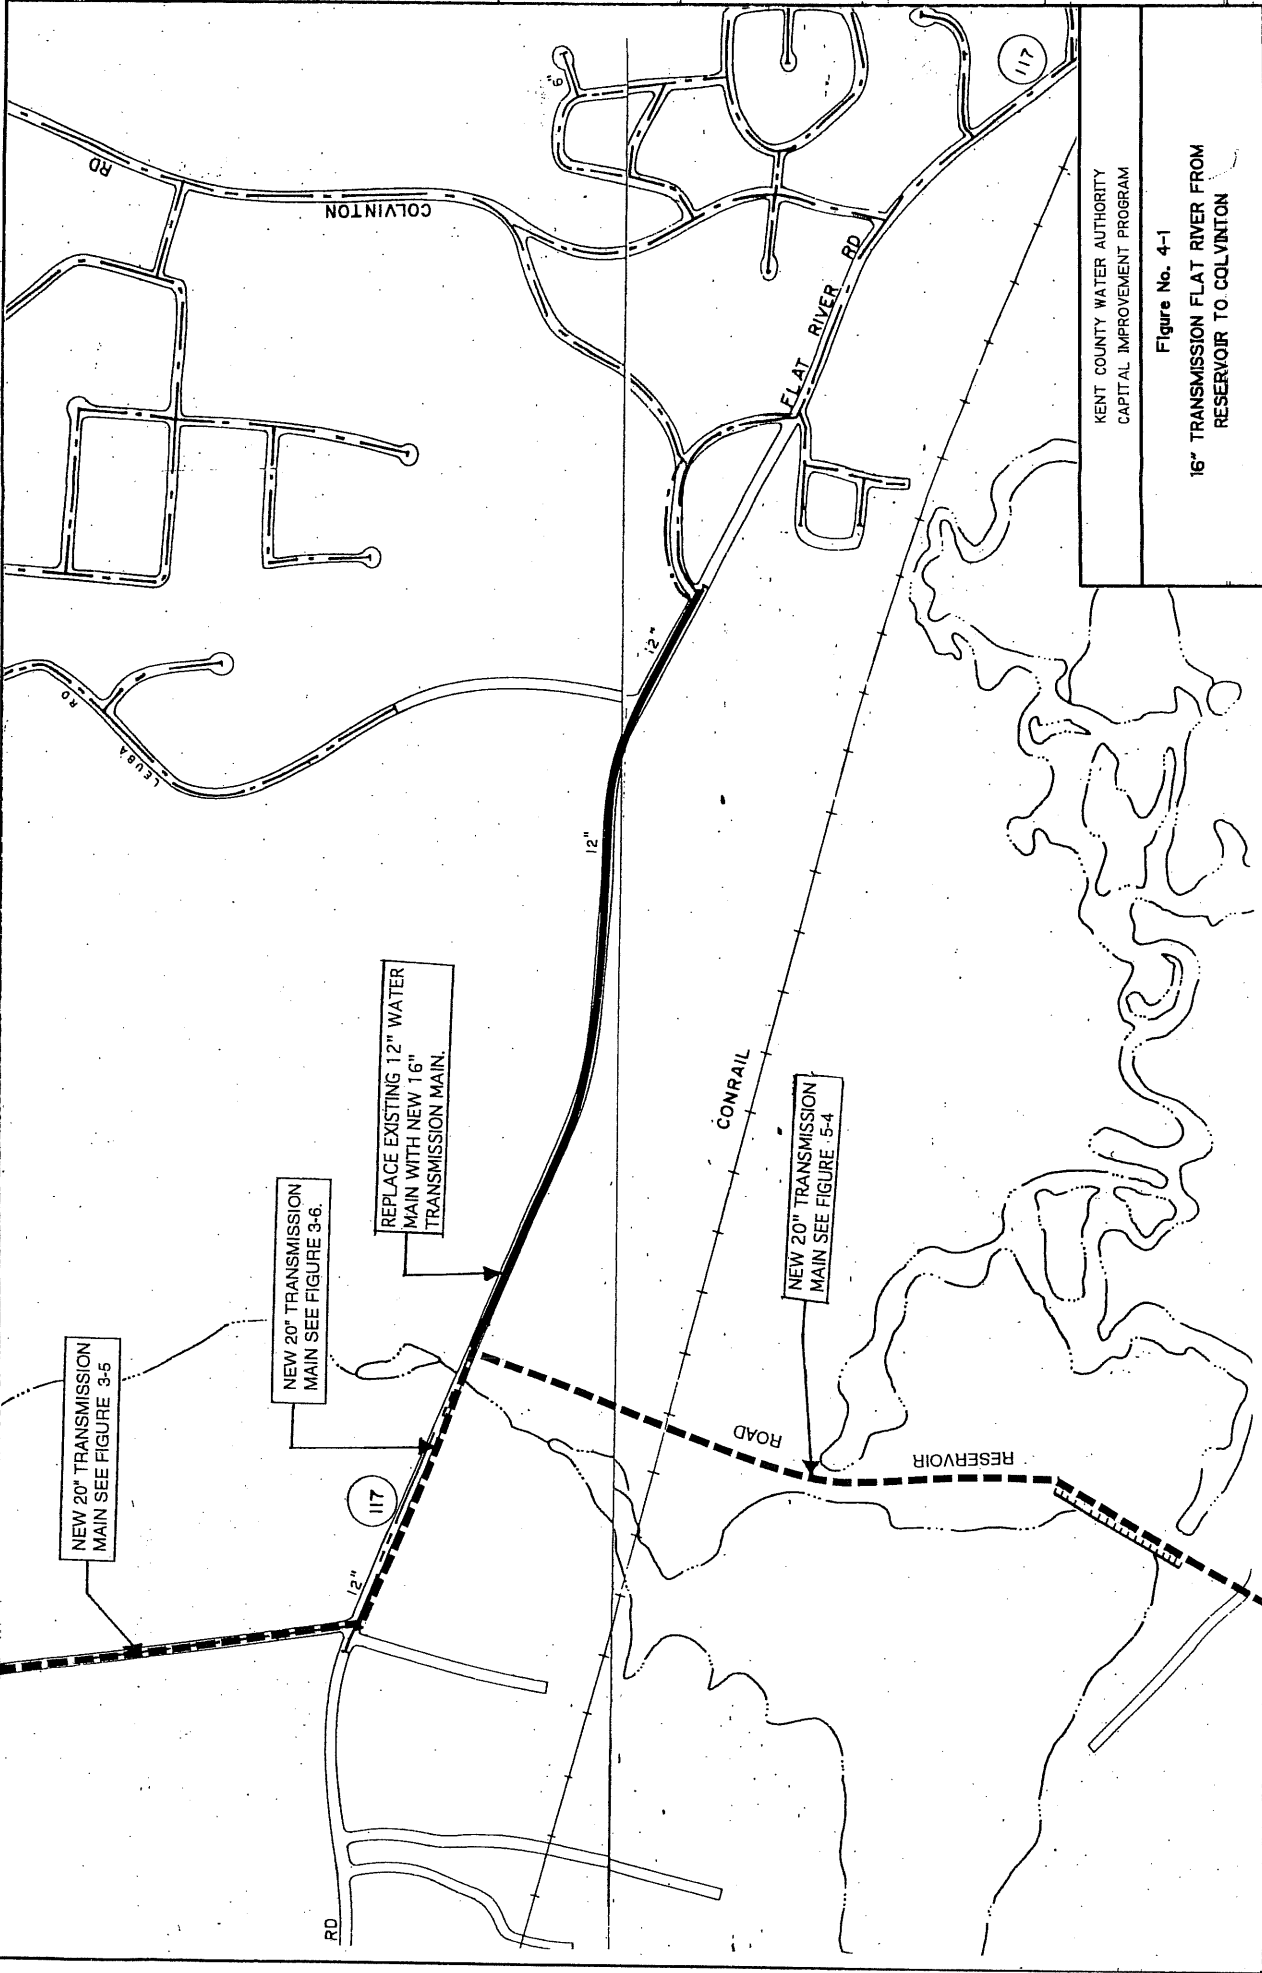 NEW 20" TRANSMISSION
MAIN SEE FIGURE 3-5
NEW 20" TRANSMISSION
MAIN SEE FIGURE 3-6.
REPLACE EXISTING 12" WATER
MAIN WITH NEW 16"
TRANSMISSION MAIN.
NEW 20" TRANSMISSION
MAIN SEE FIGURE 5-4
RD
12"
117
12"
12"
LEUBA
RD
COLVINTON
RD
6"
FLAT RIVER RD
117
CONRAIL
RESERVOIR
ROAD
KENT COUNTY WATER AUTHORITY
CAPITAL IMPROVEMENT PROGRAM
Figure No. 4-1
16" TRANSMISSION FLAT RIVER FROM
RESERVOIR TO COLVINTON